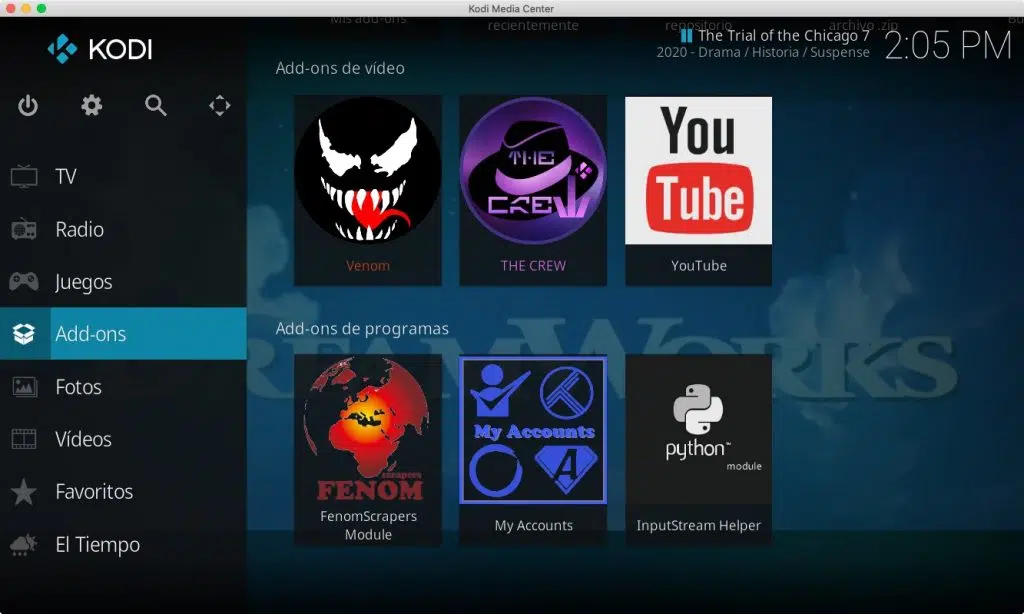 Kodi Media Center
Mis add-ons
recientemente
repositorio
archivo .zip
KODI
The Trial of the Chicago 7
2020 - Drama / Historia / Suspense
2:05 PM
Add-ons de vídeo
TV
Radio
Juegos
Add-ons
Fotos
Vídeos
Favoritos
El Tiempo
THE
CREW
You
Tube
Venom
THE CREW
YouTube
Add-ons de programas
DREAMWORKS
scrapers
FENOM
My Accounts
A
python™
module
FenomScrapers
Module
My Accounts
InputStream Helper